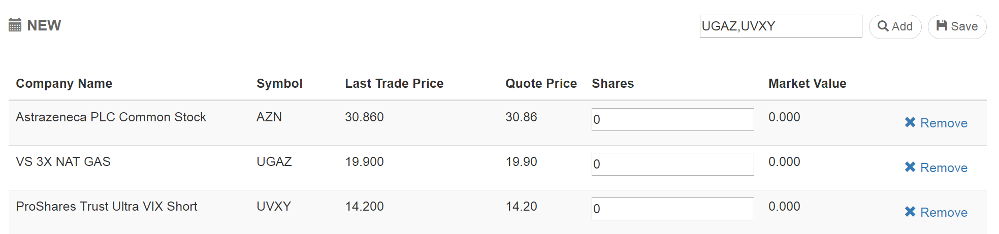 NEW UGAZ,UVXY Add Save
Company Name Symbol Last Trade Price Quote Price Shares Market Value
Astrazeneca PLC Common Stock AZN 30.860 30.86 0 0.000 Remove
VS 3X NAT GAS UGAZ 19.900 19.90 0 0.000 Remove
ProShares Trust Ultra VIX Short UVXY 14.200 14.20 0 0.000 Remove